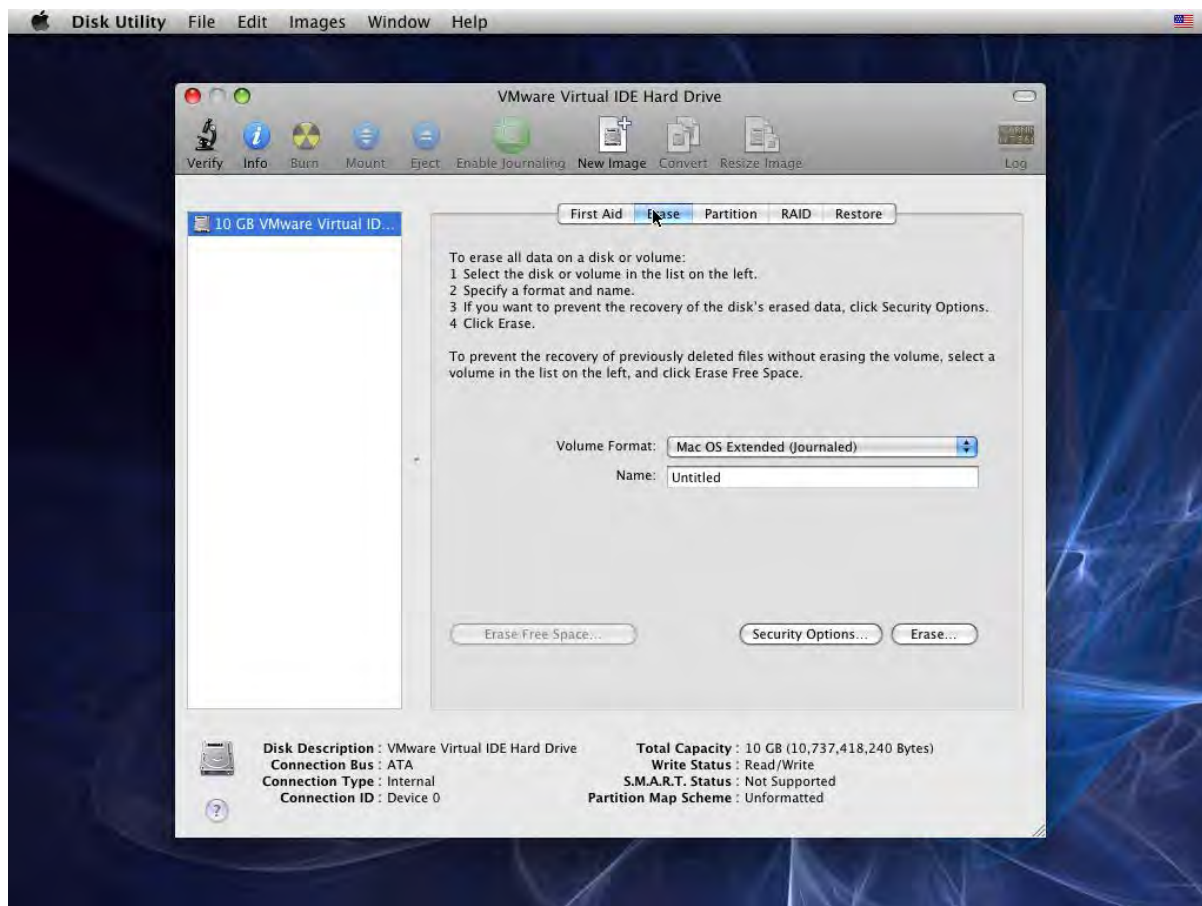 Disk Utility File Edit Images Window Help
VMware Virtual IDE Hard Drive
Verify Info Burn Mount Eject Enable Journaling New Image Convert Resize Image Log
10 GB VMware Virtual ID...
First Aid Erase Partition RAID Restore
To erase all data on a disk or volume:
1 Select the disk or volume in the list on the left.
2 Specify a format and name.
3 If you want to prevent the recovery of the disk's erased data, click Security Options.
4 Click Erase.
To prevent the recovery of previously deleted files without erasing the volume, select a
volume in the list on the left, and click Erase Free Space.
Volume Format: Mac OS Extended (Journaled)
Name: Untitled
Erase Free Space... Security Options... Erase...
Disk Description : VMware Virtual IDE Hard Drive Total Capacity : 10 GB (10,737,418,240 Bytes)
Connection Bus : ATA Write Status : Read/Write
Connection Type : Internal S.M.A.R.T. Status : Not Supported
Connection ID : Device 0 Partition Map Scheme : Unformatted
?